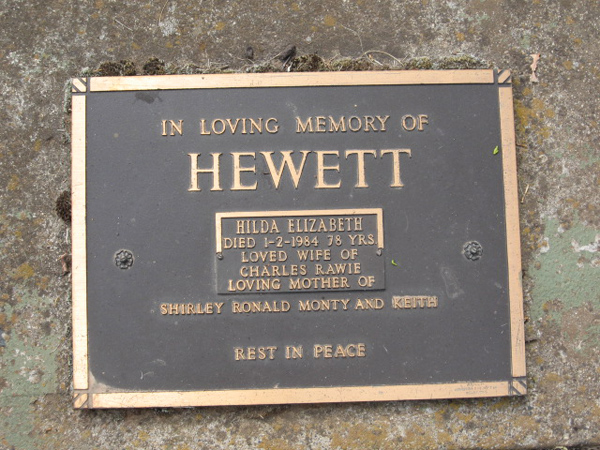 IN LOVING MEMORY OF
HEWETT
HILDA ELIZABETH
DIED 1-2-1984 78 YRS.
LOVED WIFE OF
CHARLES RAWIE
LOVING MOTHER OF
SHIRLEY RONALD MONTY AND KEITH
REST IN PEACE